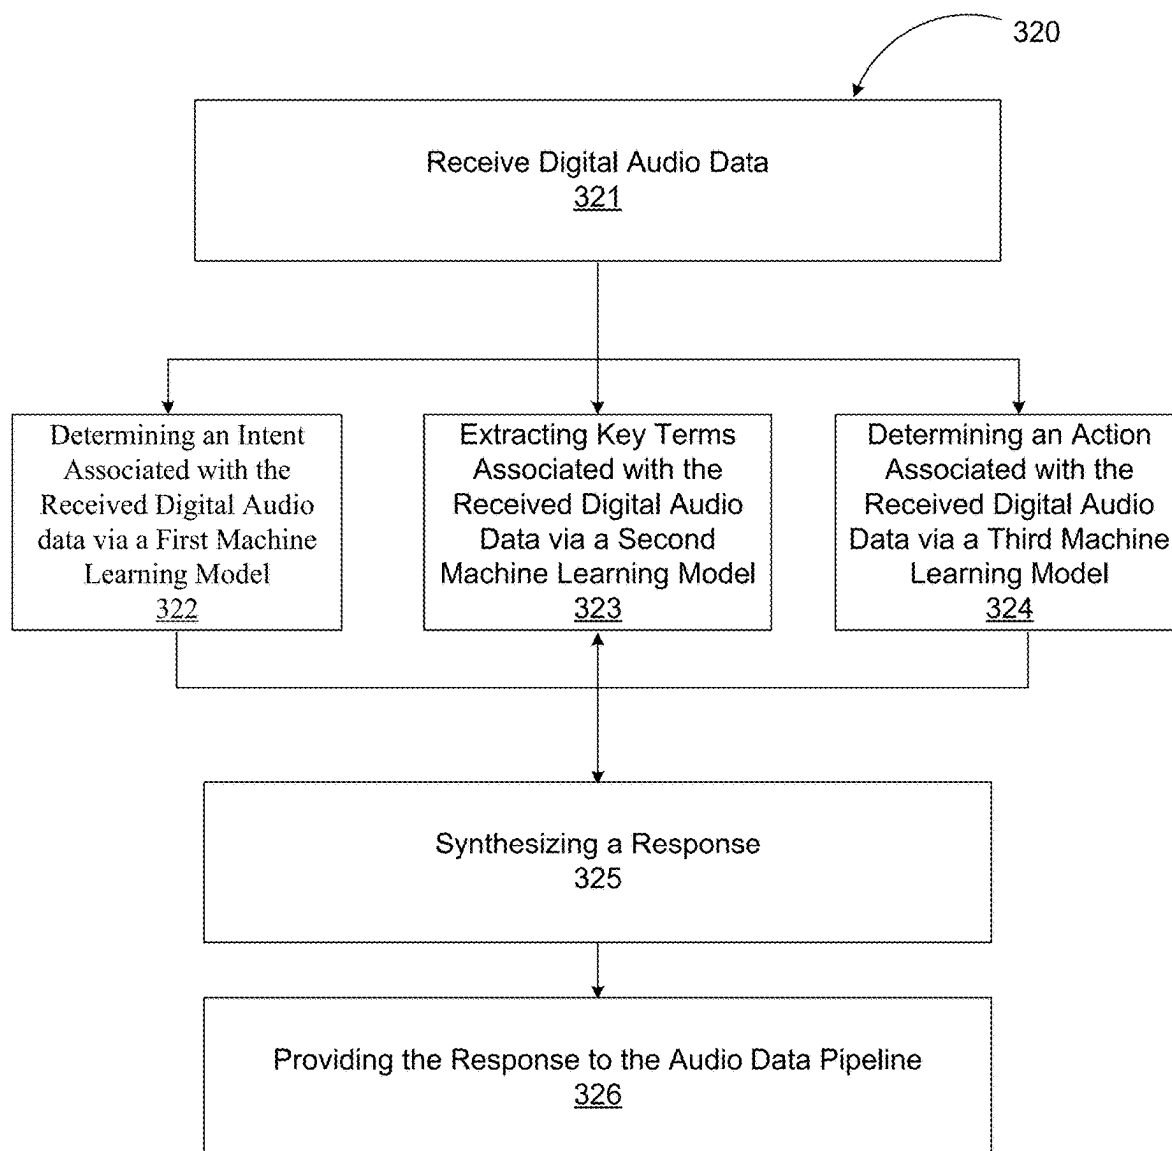 320
Receive Digital Audio Data
321
Determining an Intent
Associated with the
Received Digital Audio
data via a First Machine
Learning Model
322
Extracting Key Terms
Associated with the
Received Digital Audio
Data via a Second
Machine Learning Model
323
Determining an Action
Associated with the
Received Digital Audio
Data via a Third Machine
Learning Model
324
Synthesizing a Response
325
Providing the Response to the Audio Data Pipeline
326